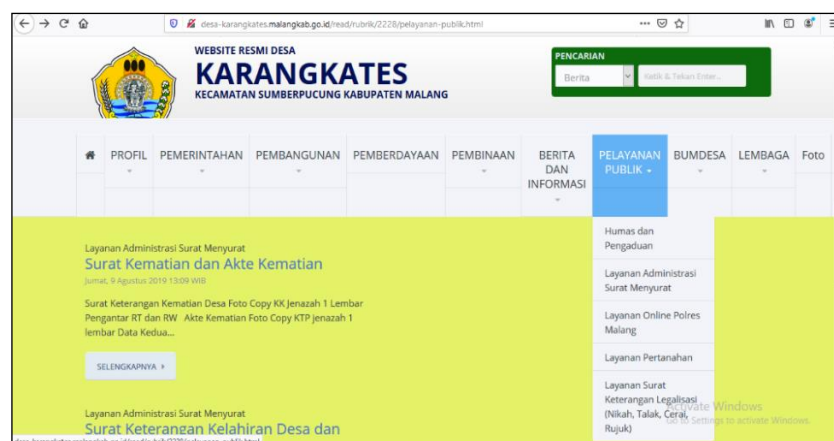 desa-karangkates.malangkab.go.id/read/rubrik/2228/pelayanan-publik.html
WEBSITE RESMI DESA
KARANGKATES
KECAMATAN SUMBERPUCUNG KABUPATEN MALANG
PENCARIAN
Berita
Ketik & Tekan Enter...
PROFIL
PEMERINTAHAN
PEMBANGUNAN
PEMBERDAYAAN
PEMBINAAN
BERITA
DAN
INFORMASI
PELAYANAN
PUBLIK
BUMDESA
LEMBAGA
Foto
Humas dan
Pengaduan
Layanan Administrasi
Surat Menyurat
Layanan Online Polres
Malang
Layanan Pertanahan
Layanan Surat
Keterangan Legalisasi
(Nikah, Talak, Cerai,
Rujuk)
Layanan Administrasi Surat Menyurat
Surat Kematian dan Akte Kematian
Jumat, 9 Agustus 2019 13:09 WIB
Surat Keterangan Kematian Desa Foto Copy KK Jenazah 1 Lembar
Pengantar RT dan RW Akte Kematian Foto Copy KTP jenazah 1
lembar Data Kedua...
SELENGKAPNYA
Layanan Administrasi Surat Menyurat
Surat Keterangan Kelahiran Desa dan
Activate Windows
Go to Settings to activate Windows.